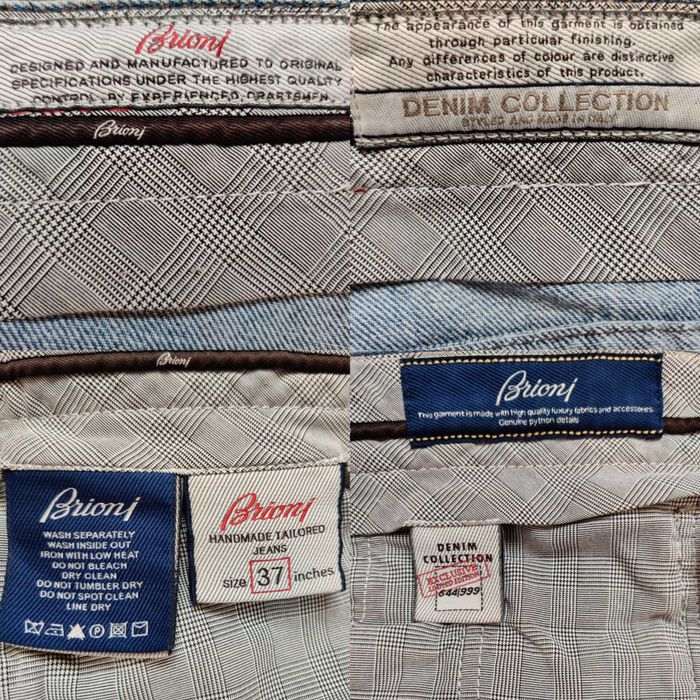 Brioni
DESIGNED AND MANUFACTURED TO ORIGINAL
SPECIFICATIONS UNDER THE HIGHEST QUALITY
CONTROL BY EXPERIENCED CRAFTSMEN
Brioni
The appearance of this garment is obtained
through particular finishing.
Any differences of colour are distinctive
characteristics of this product.
DENIM COLLECTION
STYLED AND MADE IN ITALY
Brioni
Brioni
WASH SEPARATELY
WASH INSIDE OUT
IRON WITH LOW HEAT
DO NOT BLEACH
DRY CLEAN
DO NOT TUMBLER DRY
DO NOT SPOT CLEAN
LINE DRY
Brioni
HANDMADE TAILORED
JEANS
size 37 inches
Brioni
This garment is made with high quality luxury fabrics and accessories.
Genuine python details
DENIM
COLLECTION
EXCLUSIVE
LIMITED EDITION
644/999